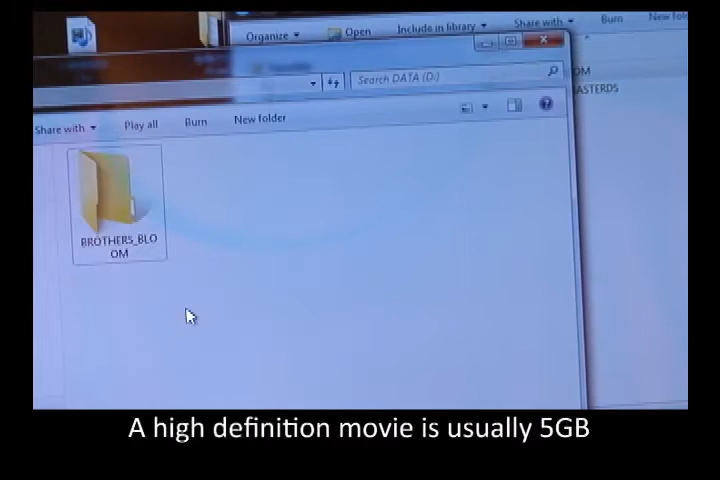 Organize Open Include in library Share with Burn New fol
Search DATA (D:)
OM
ASTERDS
Share with Play all Burn New folder
BROTHERS_BLO
OM
A high definition movie is usually 5GB